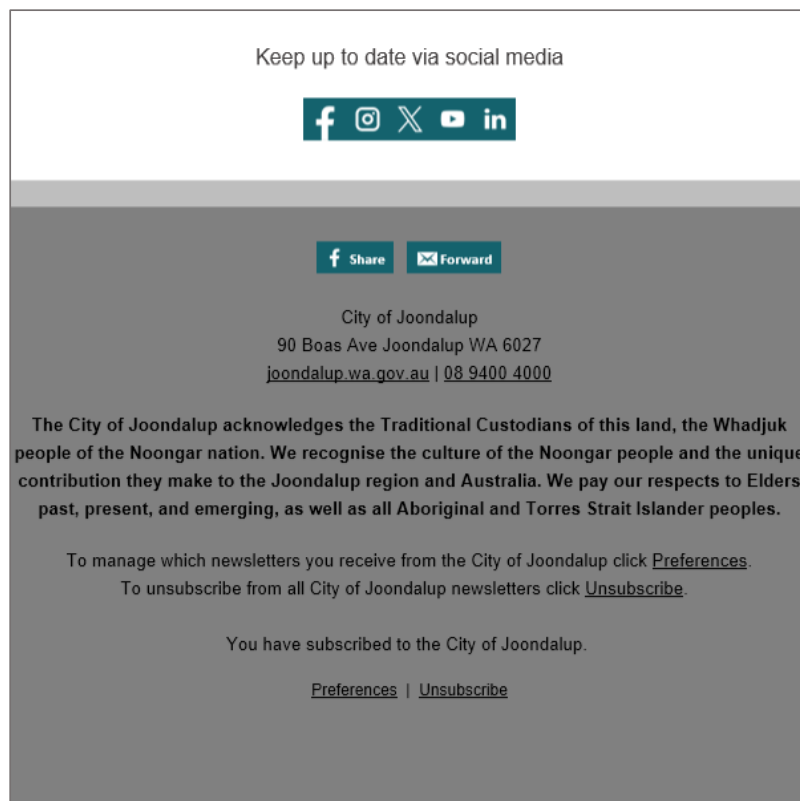 Keep up to date via social media
Share Forward
City of Joondalup
90 Boas Ave Joondalup WA 6027
joondalup.wa.gov.au | 08 9400 4000
The City of Joondalup acknowledges the Traditional Custodians of this land, the Whadjuk
people of the Noongar nation. We recognise the culture of the Noongar people and the unique
contribution they make to the Joondalup region and Australia. We pay our respects to Elders
past, present, and emerging, as well as all Aboriginal and Torres Strait Islander peoples.
To manage which newsletters you receive from the City of Joondalup click Preferences.
To unsubscribe from all City of Joondalup newsletters click Unsubscribe.
You have subscribed to the City of Joondalup.
Preferences | Unsubscribe